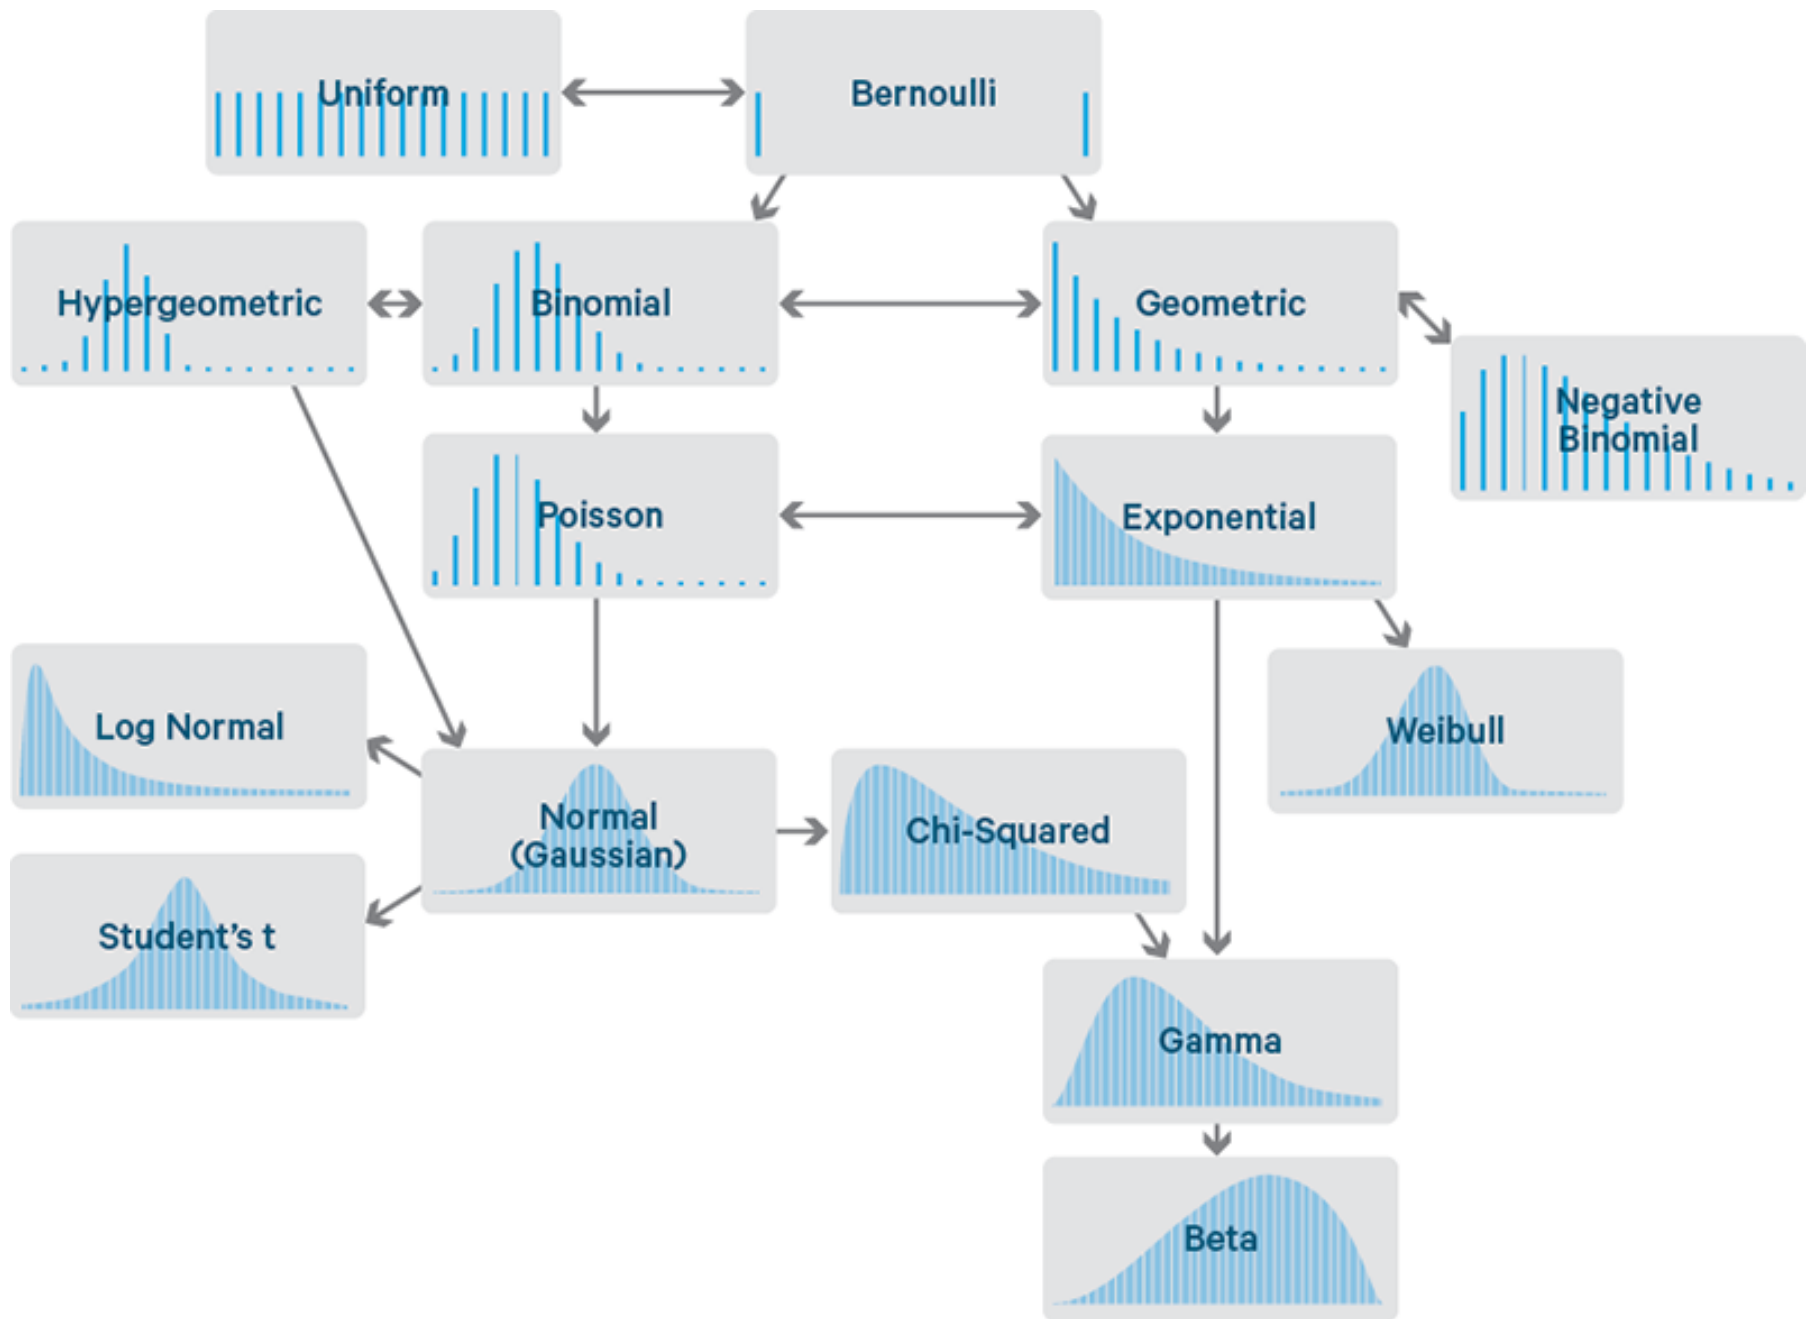 Uniform
Bernoulli
Hypergeometric
Binomial
Geometric
Negative
Binomial
Poisson
Exponential
Log Normal
Weibull
Normal
(Gaussian)
Chi-Squared
Student’s t
Gamma
Beta